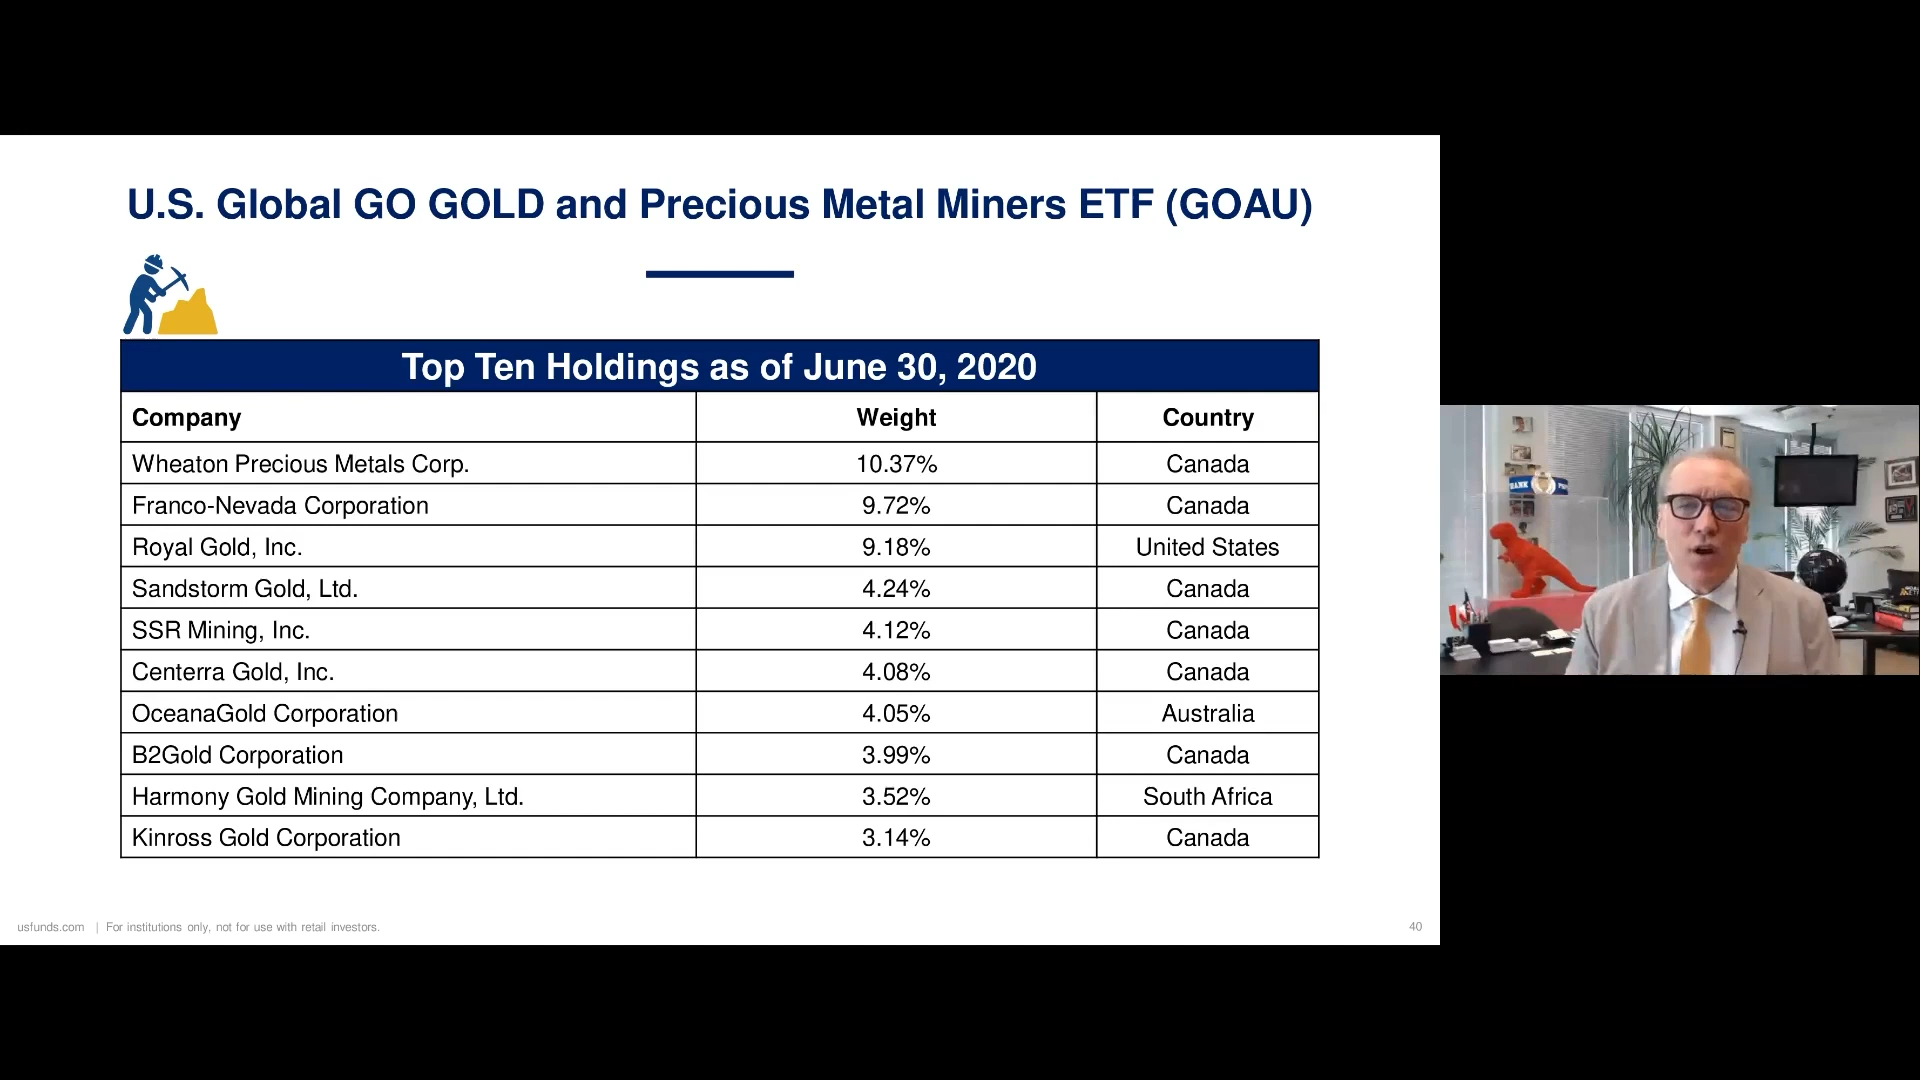 U.S. Global GO GOLD and Precious Metal Miners ETF (GOAU)
Top Ten Holdings as of June 30, 2020
Company Weight Country
Wheaton Precious Metals Corp. 10.37% Canada
Franco-Nevada Corporation 9.72% Canada
Royal Gold, Inc. 9.18% United States
Sandstorm Gold, Ltd. 4.24% Canada
SSR Mining, Inc. 4.12% Canada
Centerra Gold, Inc. 4.08% Canada
OceanaGold Corporation 4.05% Australia
B2Gold Corporation 3.99% Canada
Harmony Gold Mining Company, Ltd. 3.52% South Africa
Kinross Gold Corporation 3.14% Canada
usfunds.com | For institutions only, not for use with retail investors. 40